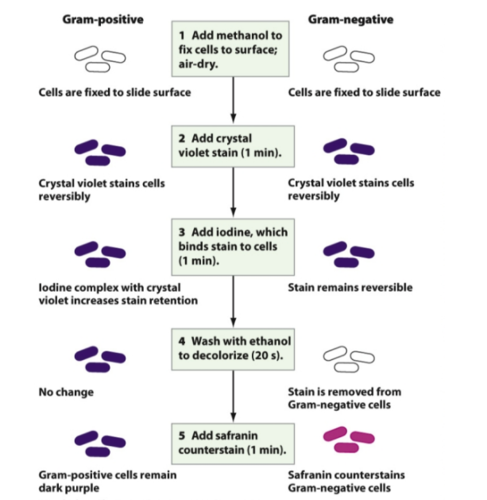 Gram-positive
Gram-negative
1 Add methanol to
fix cells to surface;
air-dry.
Cells are fixed to slide surface
Cells are fixed to slide surface
2 Add crystal
violet stain (1 min).
Crystal violet stains cells
reversibly
Crystal violet stains cells
reversibly
3 Add iodine, which
binds stain to cells
(1 min).
Iodine complex with crystal
violet increases stain retention
Stain remains reversible
4 Wash with ethanol
to decolorize (20 s).
No change
Stain is removed from
Gram-negative cells
5 Add safranin
counterstain (1 min).
Gram-positive cells remain
dark purple
Safranin counterstains
Gram-negative cells